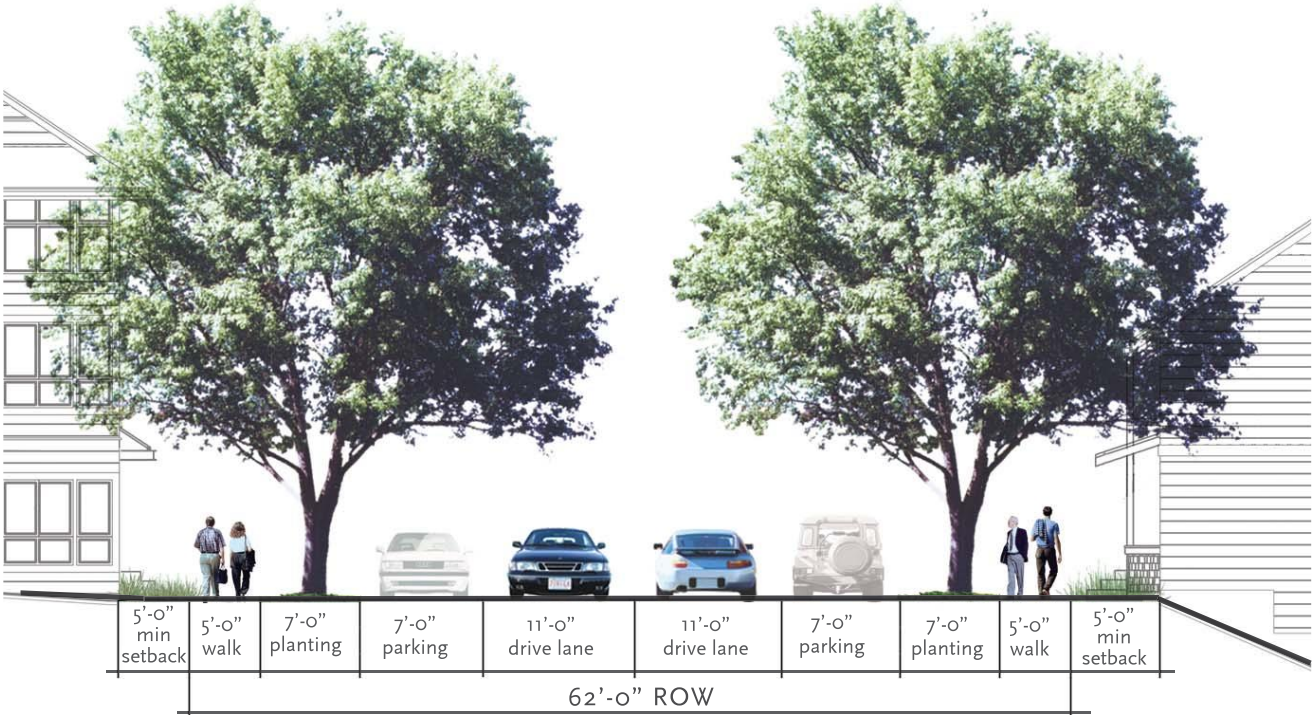 5'-0”
min
setback
5'-0”
walk
7'-0”
planting
7'-0”
parking
11'-0”
drive lane
11'-0”
drive lane
7'-0”
parking
7'-0”
planting
5'-0”
walk
5'-0”
min
setback
62'-0” ROW